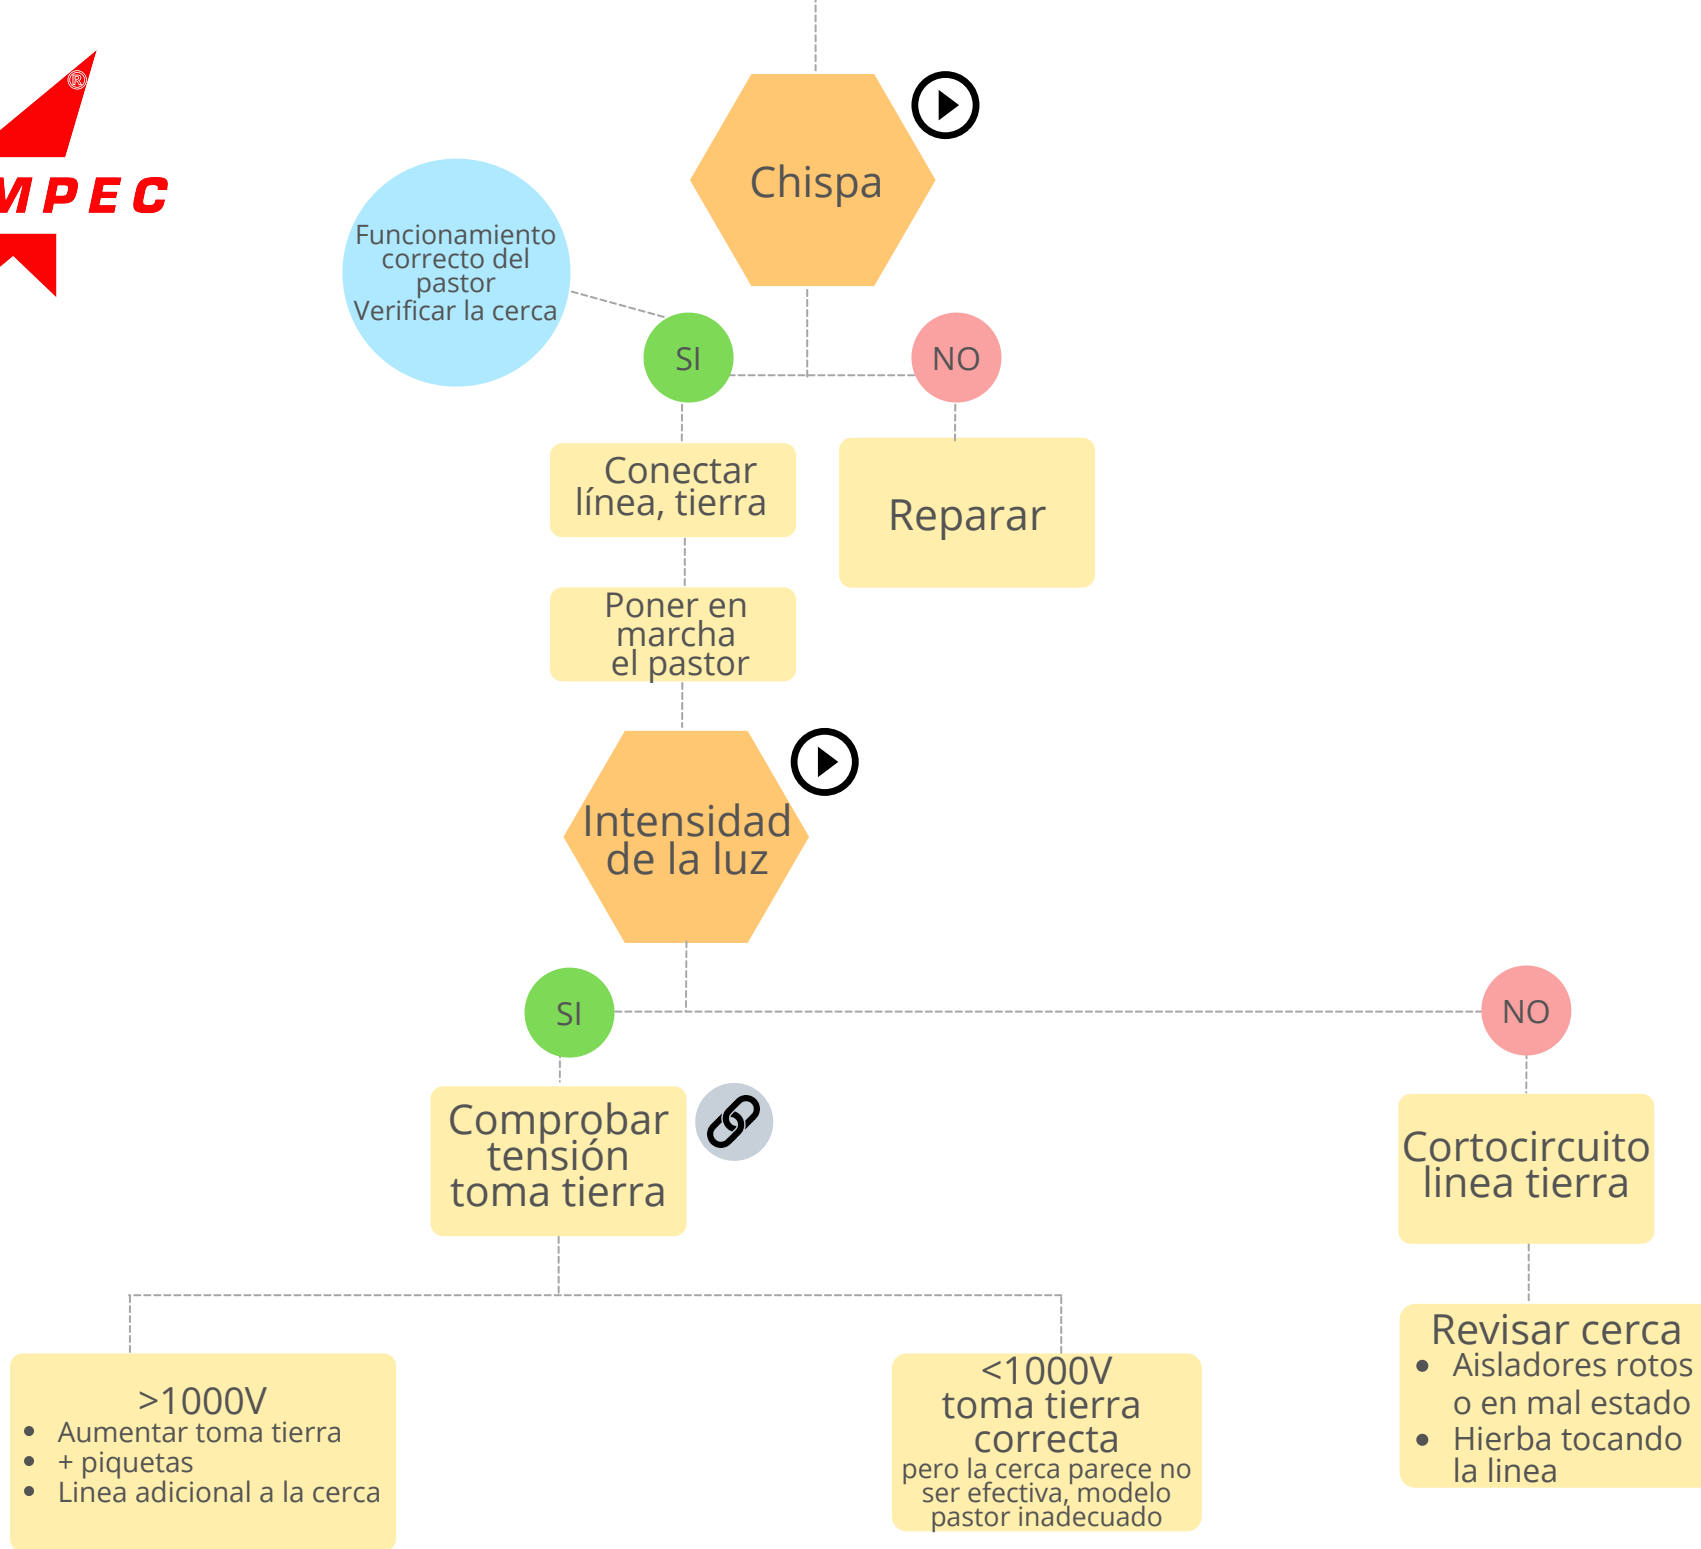 ®
MPEC
Chispa
Funcionamiento
correcto del
pastor
Verificar la cerca
SI
NO
Conectar
línea, tierra
Reparar
Poner en
marcha
el pastor
Intensidad
de la luz
SI
NO
Comprobar
tensión
toma tierra
Cortocircuito
linea tierra
>1000V
• Aumentar toma tierra
• + piquetas
• Linea adicional a la cerca
<1000V
toma tierra
correcta
pero la cerca parece no
ser efectiva, modelo
pastor inadecuado
Revisar cerca
• Aisladores rotos
o en mal estado
• Hierba tocando
la linea